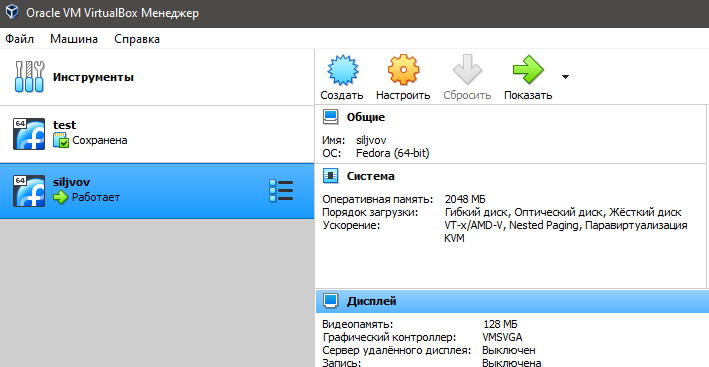 Oracle VM VirtualBox Менеджер
Файл Машина Справка
Инструменты
64 test
Сохранена
64 siljvov
Работает
Создать Настроить Сбросить Показать
Общие
Имя: siljvov
ОС: Fedora (64-bit)
Система
Оперативная память: 2048 МБ
Порядок загрузки: Гибкий диск, Оптический диск, Жёсткий диск
Ускорение: VT-x/AMD-V, Nested Paging, Паравиртуализация
KVM
Дисплей
Видеопамять: 128 МБ
Графический контроллер: VMSVGA
Сервер удалённого дисплея: Выключен
Запись: Выключена